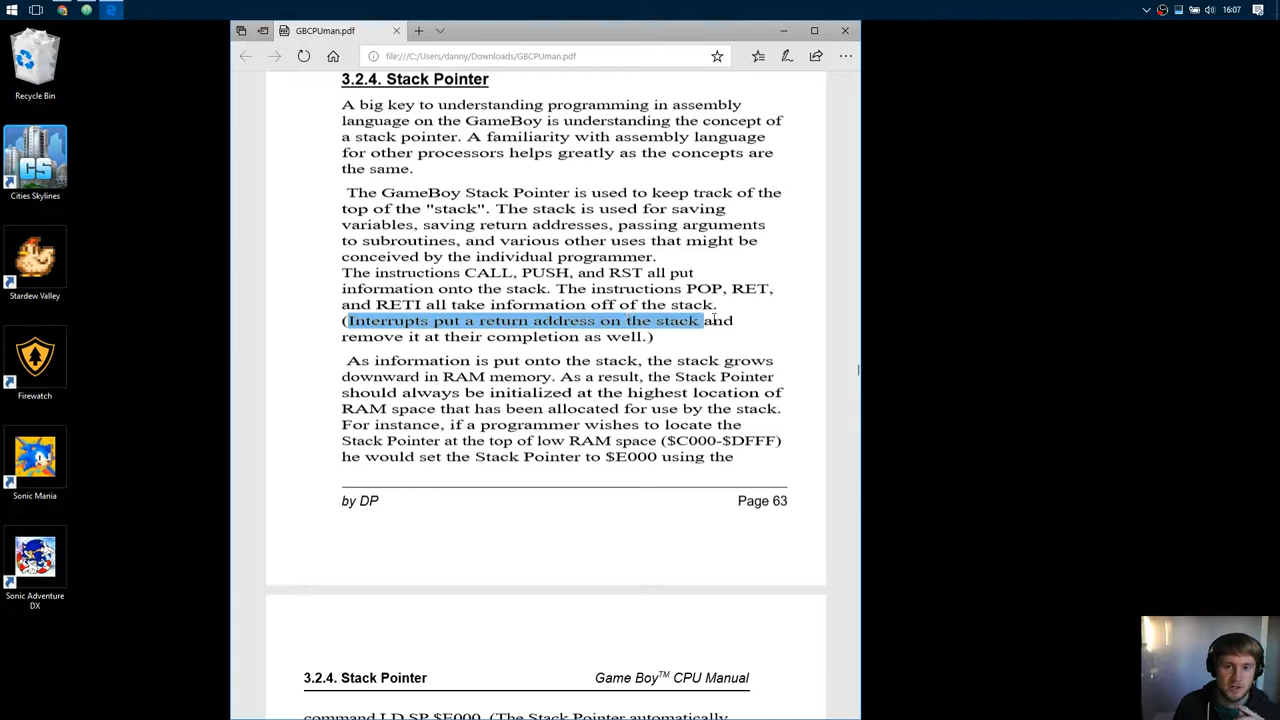 16:07
Recycle Bin
CS
Cities Skylines
Stardew Valley
Firewatch
Sonic Mania
Sonic Adventure
DX
GBCPUman.pdf
file:///C:/Users/danny/Downloads/GBCPUman.pdf
3.2.4. Stack Pointer
A big key to understanding programming in assembly
language on the GameBoy is understanding the concept of
a stack pointer. A familiarity with assembly language
for other processors helps greatly as the concepts are
the same.
The GameBoy Stack Pointer is used to keep track of the
top of the "stack". The stack is used for saving
variables, saving return addresses, passing arguments
to subroutines, and various other uses that might be
conceived by the individual programmer.
The instructions CALL, PUSH, and RST all put
information onto the stack. The instructions POP, RET,
and RETI all take information off of the stack.
(Interrupts put a return address on the stack and
remove it at their completion as well.)
As information is put onto the stack, the stack grows
downward in RAM memory. As a result, the Stack Pointer
should always be initialized at the highest location of
RAM space that has been allocated for use by the stack.
For instance, if a programmer wishes to locate the
Stack Pointer at the top of low RAM space ($C000-$DFFF)
he would set the Stack Pointer to $E000 using the
by DP Page 63
3.2.4. Stack Pointer Game Boy™ CPU Manual
command LD SP,$E000. (The Stack Pointer automatically